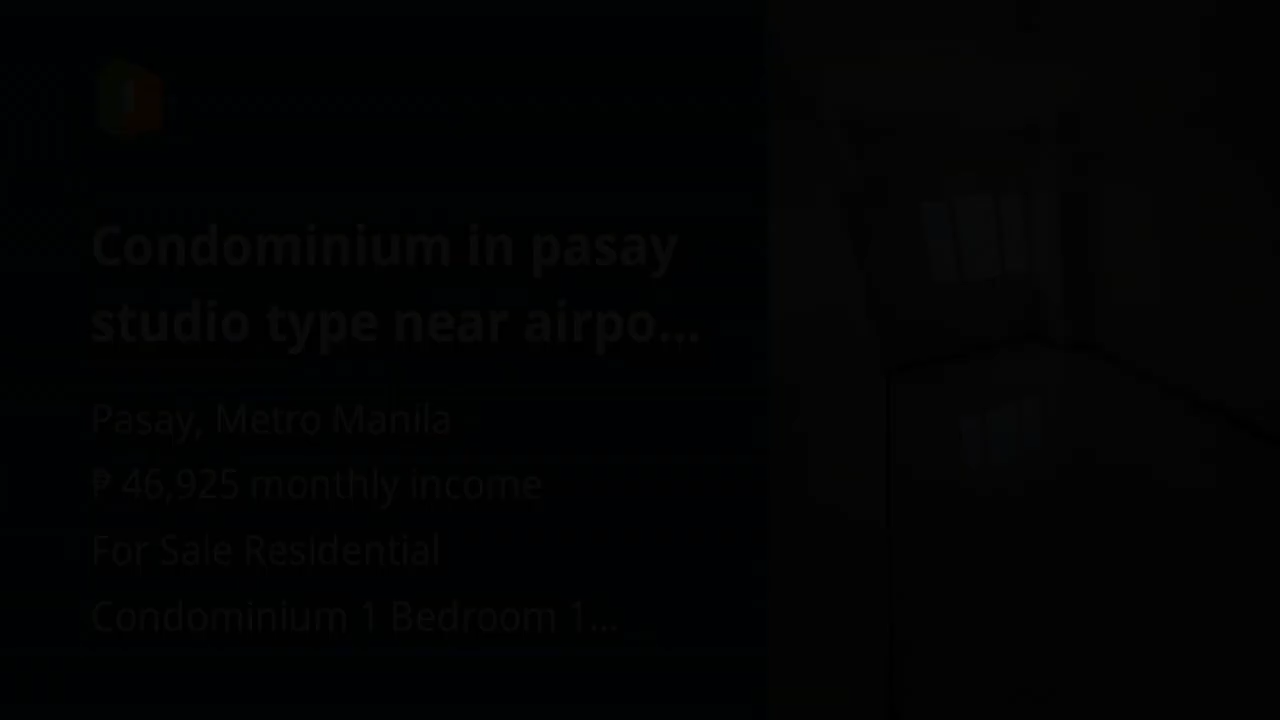 Condominium in pasay
studio type near airpo...
Pasay, Metro Manila
₱ 46,925 monthly income
For Sale Residential
Condominium 1 Bedroom 1...